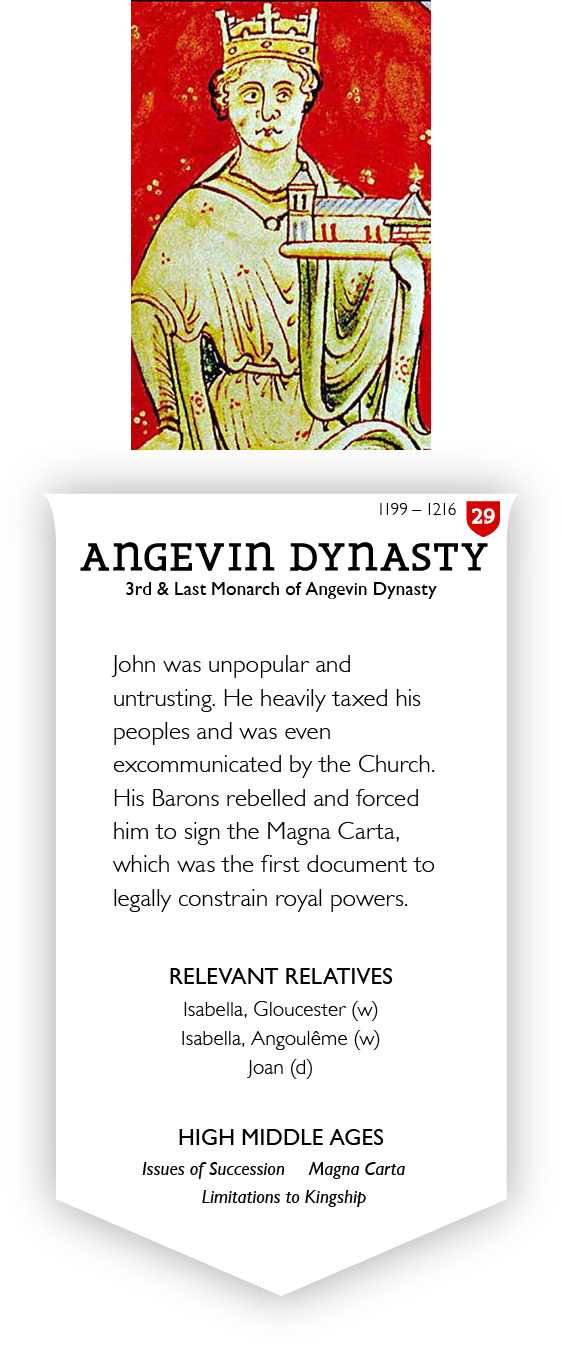 1199 – 1216 29
ANGEVIN DYNASTY
3rd & Last Monarch of Angevin Dynasty
John was unpopular and
untrusting. He heavily taxed his
peoples and was even
excommunicated by the Church.
His Barons rebelled and forced
him to sign the Magna Carta,
which was the first document to
legally constrain royal powers.
RELEVANT RELATIVES
Isabella, Gloucester (w)
Isabella, Angoulême (w)
Joan (d)
HIGH MIDDLE AGES
Issues of Succession Magna Carta
Limitations to Kingship